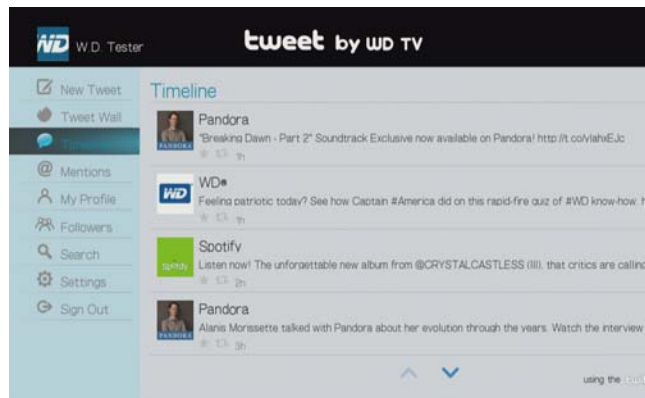 WD W.D. Tester
tweet by WD TV
New Tweet
Tweet Wall
Timeline
Mentions
My Profile
Followers
Search
Settings
Sign Out
Timeline
PANDORA
Pandora
"Breaking Dawn - Part 2" Soundtrack Exclusive now available on Pandora! http://t.co/vlahxEJc
1h
WD
WD®
Feeling patriotic today? See how Captain #America did on this rapid-fire quiz of #WD know-how.
1h
Spotify
Spotify
Listen now! The unforgettable new album from @CRYSTALCASTLESS (III), that critics are calling
2h
PANDORA
Pandora
Alanis Morissette talked with Pandora about her evolution through the years. Watch the interview
3h
using the